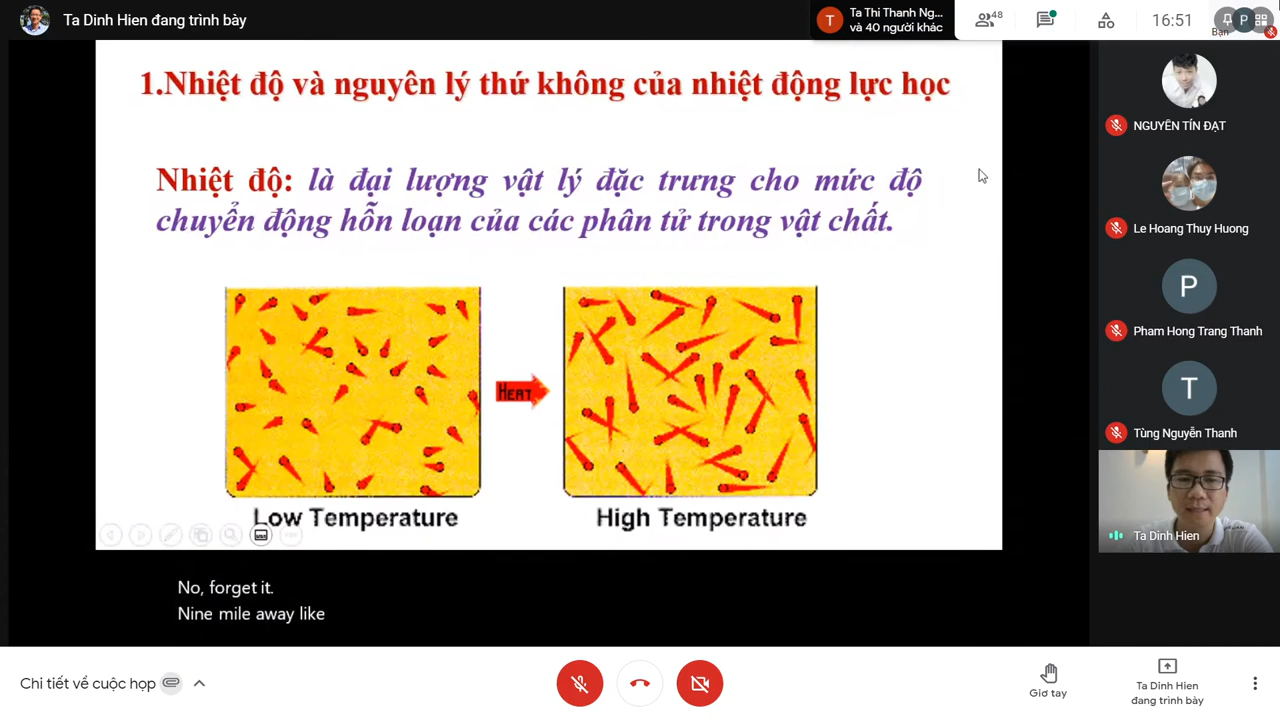 Ta Dinh Hien đang trình bày
T
Ta Thi Thanh Ng...
và 40 người khác
48
16:51
P
Bạn
1.Nhiệt độ và nguyên lý thứ không của nhiệt động lực học
Nhiệt độ: là đại lượng vật lý đặc trưng cho mức độ
chuyển động hỗn loạn của các phân tử trong vật chất.
HEAT
Low Temperature
High Temperature
No, forget it.
Nine mile away like
NGUYỄN TÍN ĐẠT
Le Hoang Thuy Huong
P
Pham Hong Trang Thanh
T
Tùng Nguyễn Thanh
Ta Dinh Hien
Chi tiết về cuộc họp
Giơ tay
Ta Dinh Hien
đang trình bày